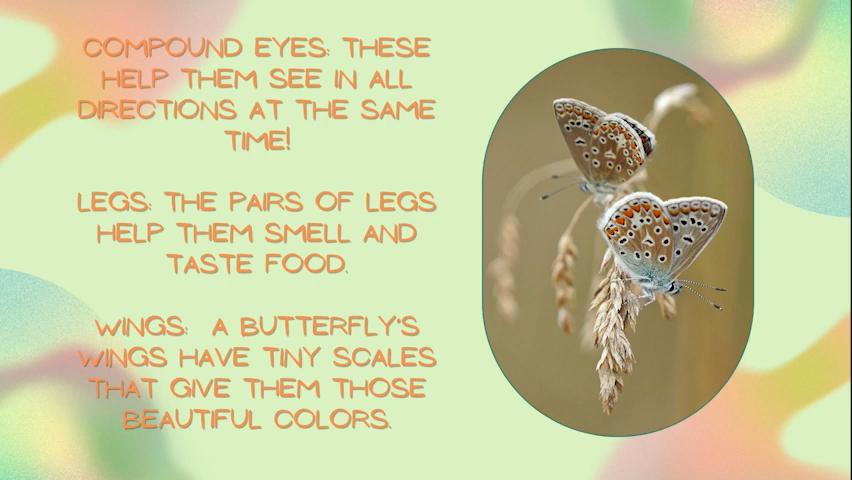 COMPOUND EYES: THESE
HELP THEM SEE IN ALL
DIRECTIONS AT THE SAME
TIME!
LEGS: THE PAIRS OF LEGS
HELP THEM SMELL AND
TASTE FOOD.
WINGS: A BUTTERFLY'S
WINGS HAVE TINY SCALES
THAT GIVE THEM THOSE
BEAUTIFUL COLORS.